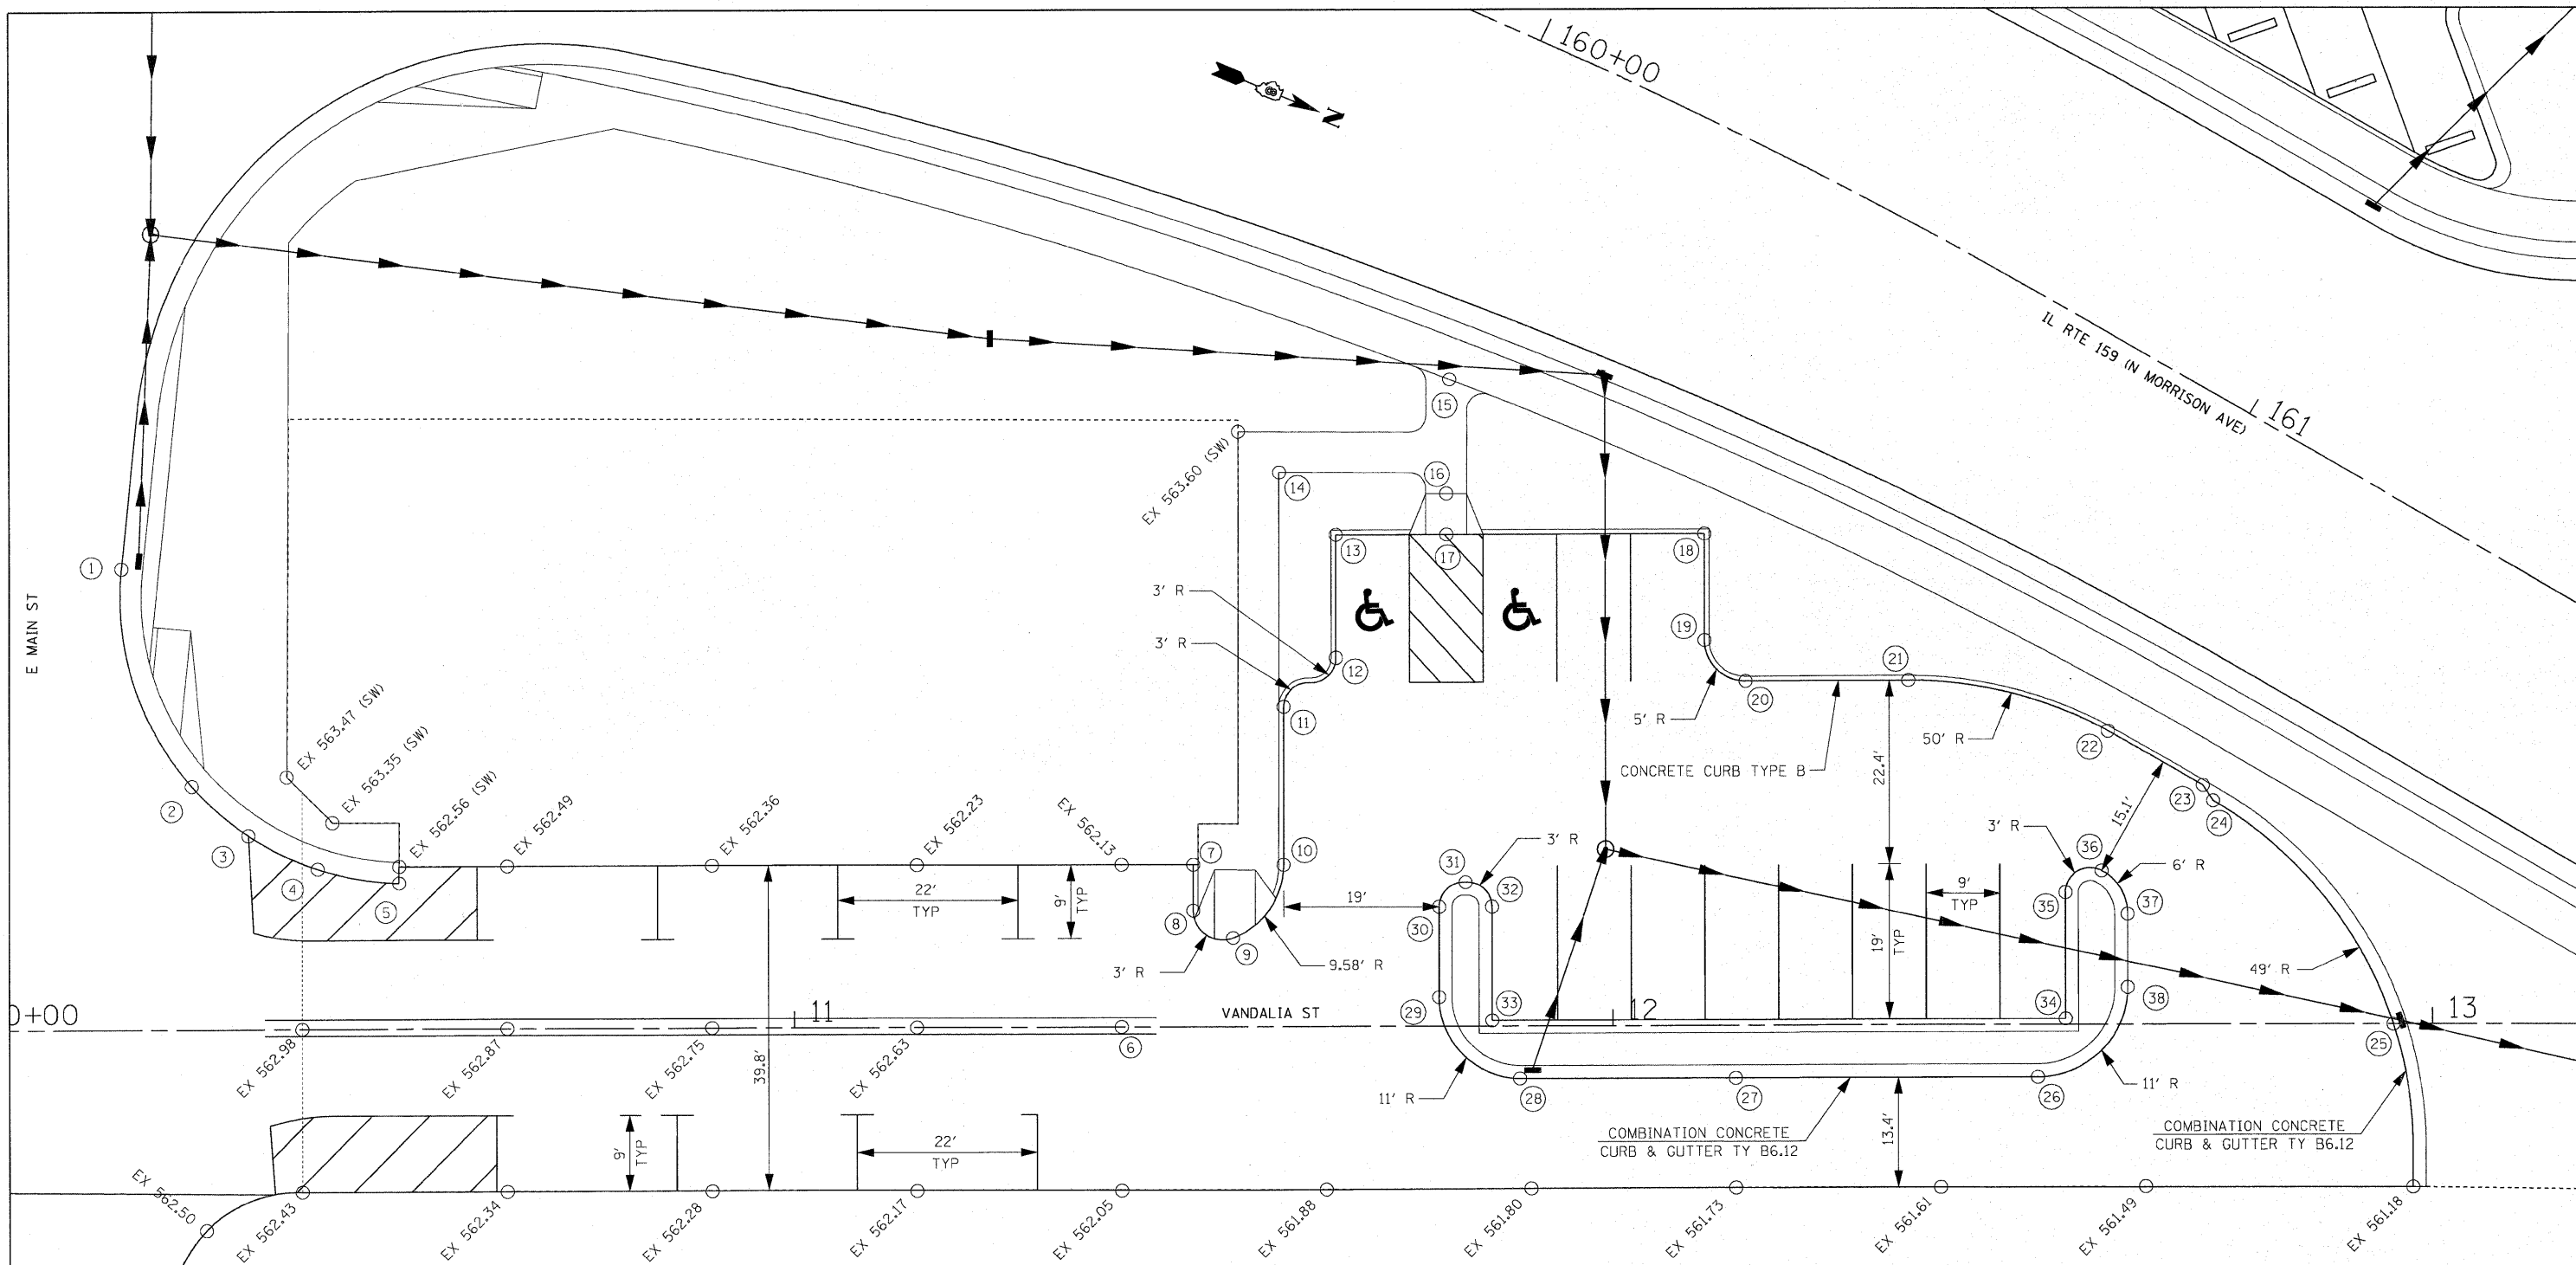 160+00
N
161
IL RTE 159 (N MORRISON AVE)
15
EX 563.60 (SW)
14
16
13
17
18
1
E MAIN ST
3' R
3' R
12
19
11
20
21
5' R
50' R
22
CONCRETE CURB TYPE B
22.4'
EX 563.47 (SW)
EX 563.35 (SW)
EX 562.56 (SW)
2
3
4
5
EX 562.49
EX 562.36
EX 562.23
EX 562.13
7
10
8
9
3' R
9.58' R
22'
TYP
9'
TYP
19'
31
3' R
32
30
29
33
23
24
15.1'
3' R
36
6' R
35
37
9'
TYP
19'
TYP
34
38
49' R
25
0+00
11
VANDALIA ST
12
13
EX 562.98
EX 562.87
EX 562.75
EX 562.63
6
39.8'
11' R
28
27
26
11' R
COMBINATION CONCRETE
CURB & GUTTER TY B6.12
13.4'
COMBINATION CONCRETE
CURB & GUTTER TY B6.12
9'
TYP
22'
TYP
EX 562.50
EX 562.43
EX 562.34
EX 562.28
EX 562.17
EX 562.05
EX 561.88
EX 561.80
EX 561.73
EX 561.61
EX 561.49
EX 561.18